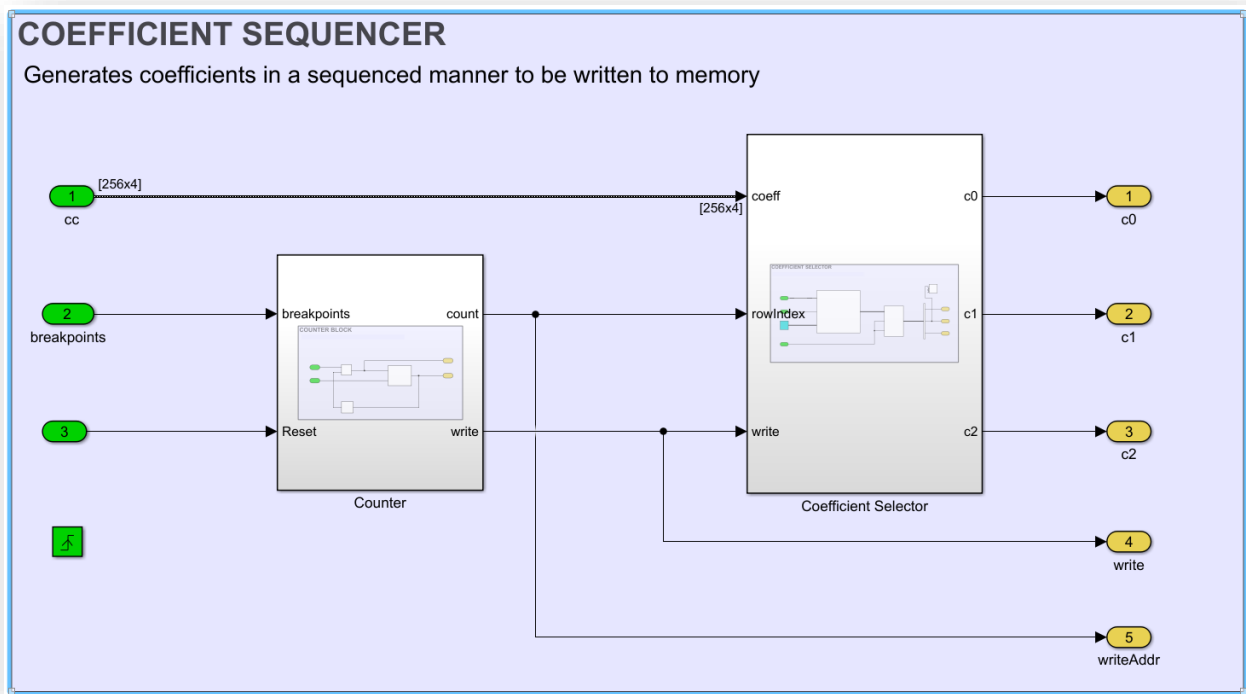 COEFFICIENT SEQUENCER
Generates coefficients in a sequenced manner to be written to memory
1
[256x4]
cc
[256x4]
coeff
c0
1
c0
COEFFICIENT SELECTOR
2
breakpoints
breakpoints
count
COUNTER BLOCK
rowIndex
c1
2
c1
3
Reset
write
write
c2
3
c2
Counter
Coefficient Selector
4
write
5
writeAddr